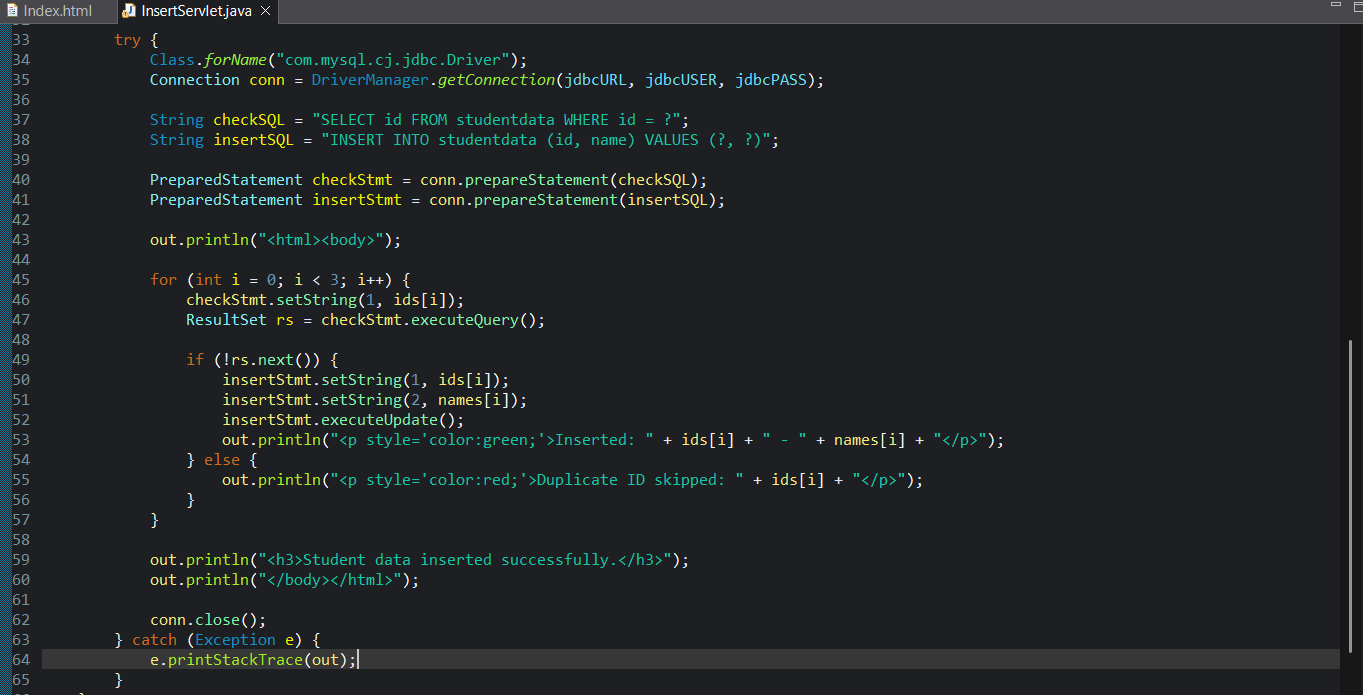 Index.html
InsertServlet.java
33 try {
34 Class.forName("com.mysql.cj.jdbc.Driver");
35 Connection conn = DriverManager.getConnection(jdbcURL, jdbcUSER, jdbcPASS);
36
37 String checkSQL = "SELECT id FROM studentdata WHERE id = ?";
38 String insertSQL = "INSERT INTO studentdata (id, name) VALUES (?, ?)";
39
40 PreparedStatement checkStmt = conn.prepareStatement(checkSQL);
41 PreparedStatement insertStmt = conn.prepareStatement(insertSQL);
42
43 out.println("<html><body>");
44
45 for (int i = 0; i < 3; i++) {
46 checkStmt.setString(1, ids[i]);
47 ResultSet rs = checkStmt.executeQuery();
48
49 if (!rs.next()) {
50 insertStmt.setString(1, ids[i]);
51 insertStmt.setString(2, names[i]);
52 insertStmt.executeUpdate();
53 out.println("<p style='color:green;'>Inserted: " + ids[i] + " - " + names[i] + "</p>");
54 } else {
55 out.println("<p style='color:red;'>Duplicate ID skipped: " + ids[i] + "</p>");
56 }
57 }
58
59 out.println("<h3>Student data inserted successfully.</h3>");
60 out.println("</body></html>");
61
62 conn.close();
63 } catch (Exception e) {
64 e.printStackTrace(out);
65 }